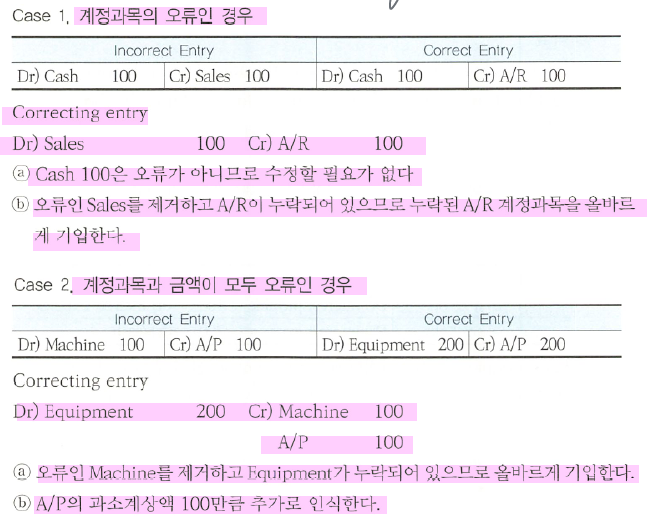 Case 1. 계정과목의 오류인 경우
Incorrect Entry Correct Entry
Dr) Cash 100 Cr) Sales 100 Dr) Cash 100 Cr) A/R 100
Correcting entry
Dr) Sales 100 Cr) A/R 100
ⓐ Cash 100은 오류가 아니므로 수정할 필요가 없다
ⓑ 오류인 Sales를 제거하고 A/R이 누락되어 있으므로 누락된 A/R 계정과목을 올바르
게 기입한다.
Case 2. 계정과목과 금액이 모두 오류인 경우
Incorrect Entry Correct Entry
Dr) Machine 100 Cr) A/P 100 Dr) Equipment 200 Cr) A/P 200
Correcting entry
Dr) Equipment 200 Cr) Machine 100
A/P 100
ⓐ 오류인 Machine를 제거하고 Equipment가 누락되어 있으므로 올바르게 기입한다.
ⓑ A/P의 과소계상액 100만큼 추가로 인식한다.